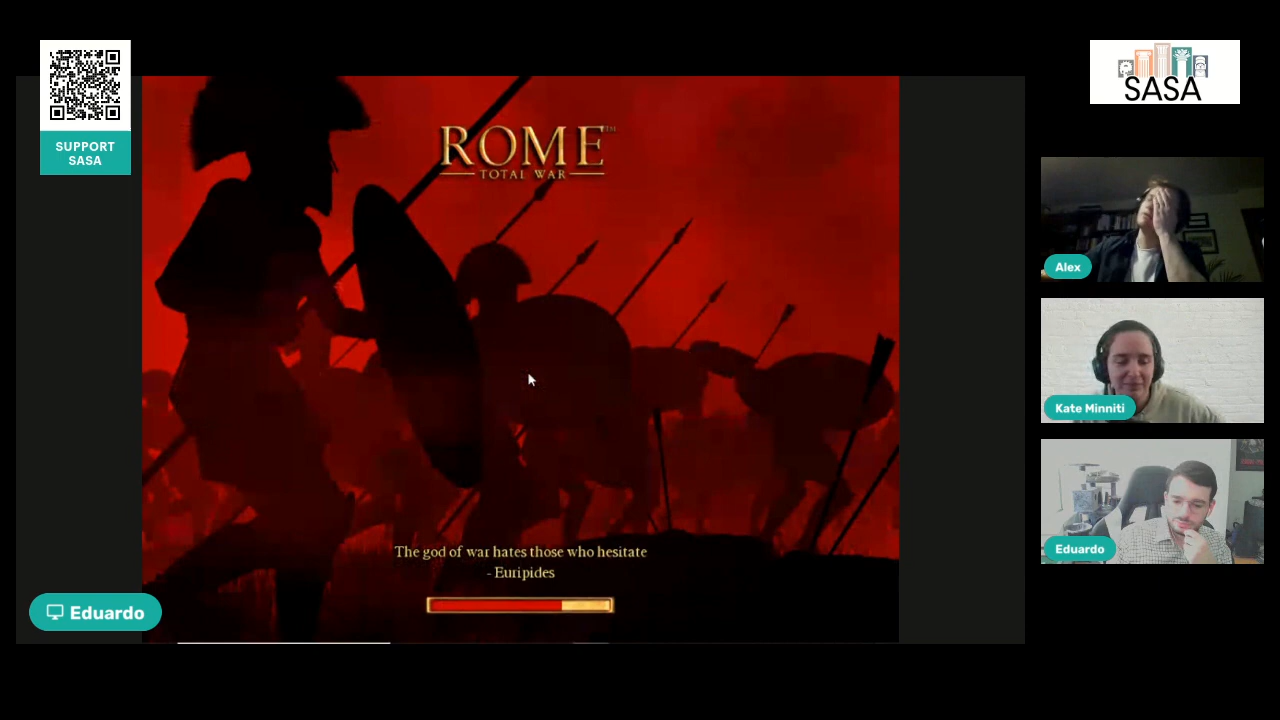 SUPPORT
SASA
ROME™
TOTAL WAR
The god of war hates those who hesitate
- Euripides
Eduardo
SASA
Alex
Kate Minniti
Eduardo